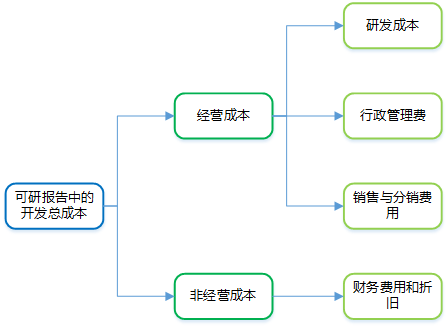 研发成本
经营成本
行政管理费
可研报告中的
开发总成本
销售与分销费
用
非经营成本
财务费用和折
旧